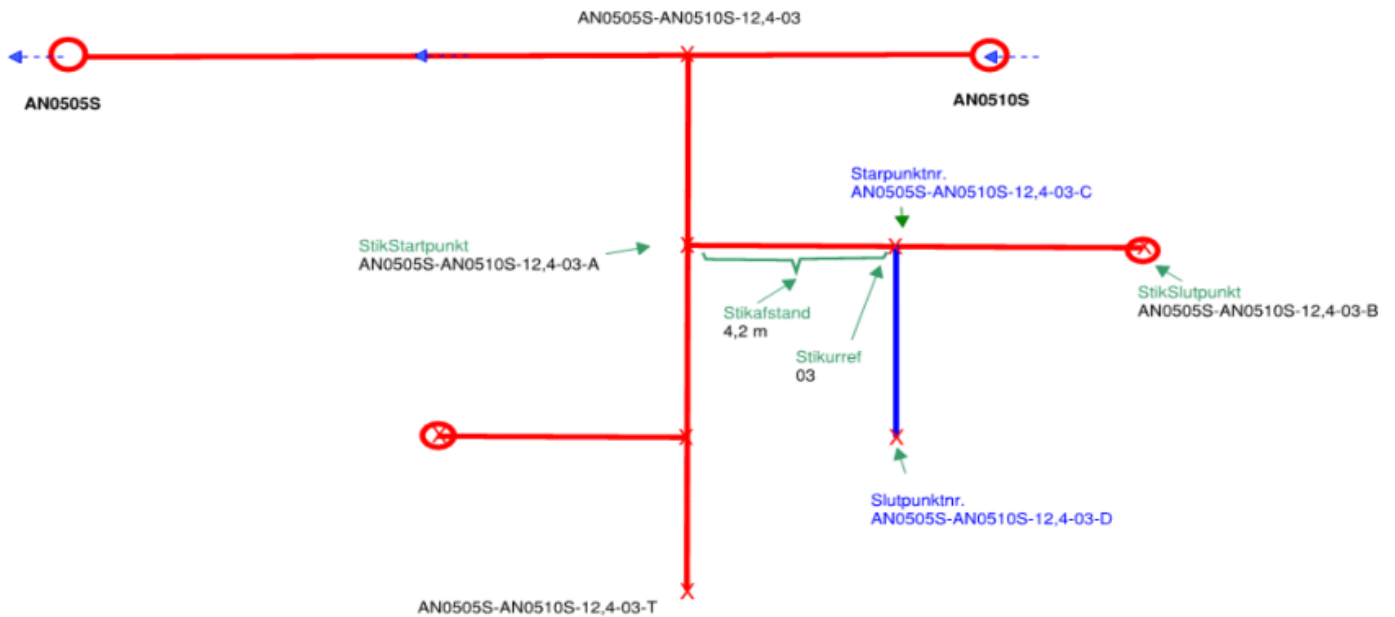 AN0505S-AN0510S-12,4-03
AN0505S
AN0510S
Starpunktnr.
AN0505S-AN0510S-12,4-03-C
StikStartpunkt
AN0505S-AN0510S-12,4-03-A
StikSlutpunkt
AN0505S-AN0510S-12,4-03-B
Stikafstand
4,2 m
Stikurref
03
Slutpunktnr.
AN0505S-AN0510S-12,4-03-D
AN0505S-AN0510S-12,4-03-T